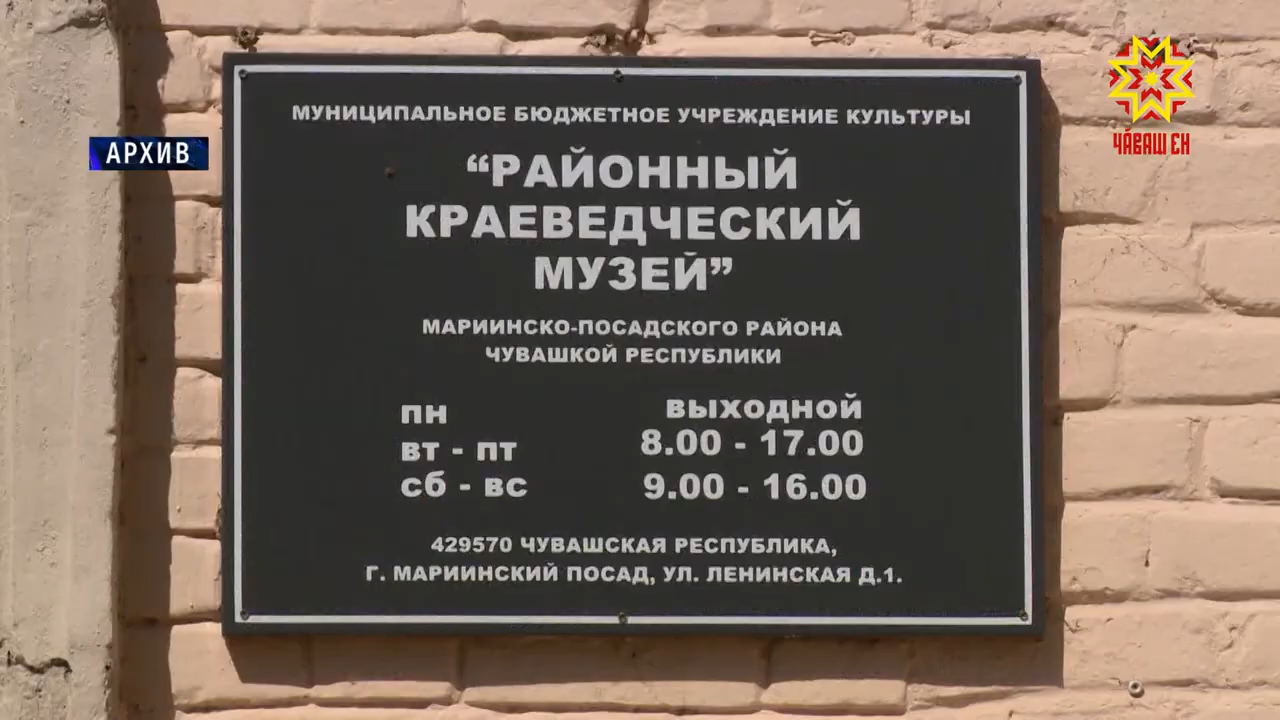 МУНИЦИПАЛЬНОЕ БЮДЖЕТНОЕ УЧРЕЖДЕНИЕ КУЛЬТУРЫ
“РАЙОННЫЙ
КРАЕВЕДЧЕСКИЙ
МУЗЕЙ”
МАРИИНСКО-ПОСАДСКОГО РАЙОНА
ЧУВАШКОЙ РЕСПУБЛИКИ
ПН ВЫХОДНОЙ
ВТ - ПТ 8.00 - 17.00
СБ - ВС 9.00 - 16.00
429570 ЧУВАШСКАЯ РЕСПУБЛИКА,
Г. МАРИИНСКИЙ ПОСАД, УЛ. ЛЕНИНСКАЯ Д.1.
АРХИВ
ЧӐВАШ ЕН